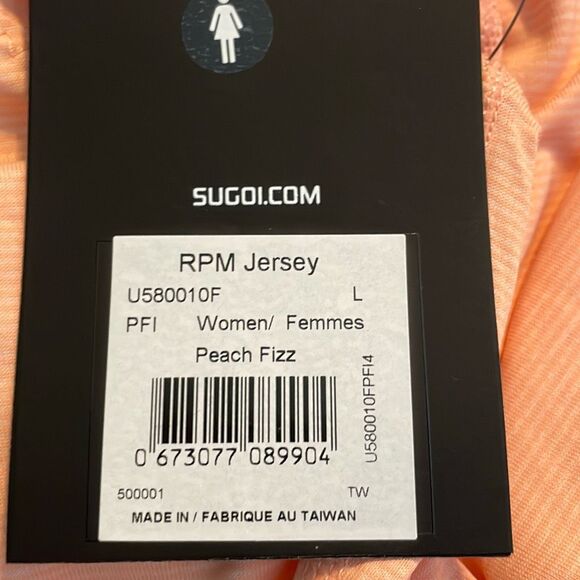 SUGOI.COM
RPM Jersey
U580010F L
PFI Women/ Femmes
Peach Fizz
U580010FPFI4
0 673077 089904
500001 TW
MADE IN / FABRIQUE AU TAIWAN